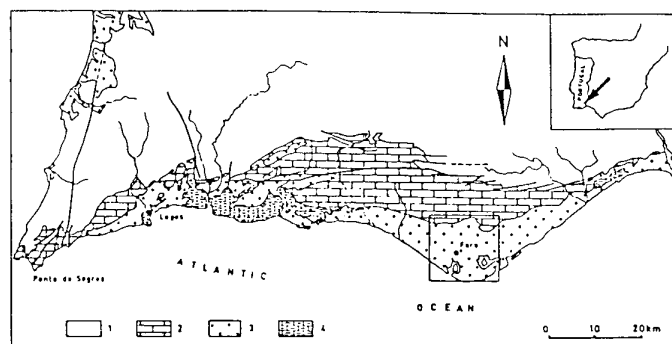 N
PORTUGAL
Lagos
Faro
Ponta de Sagres
ATLANTIC
OCEAN
1 2 3 4
0 10 20km